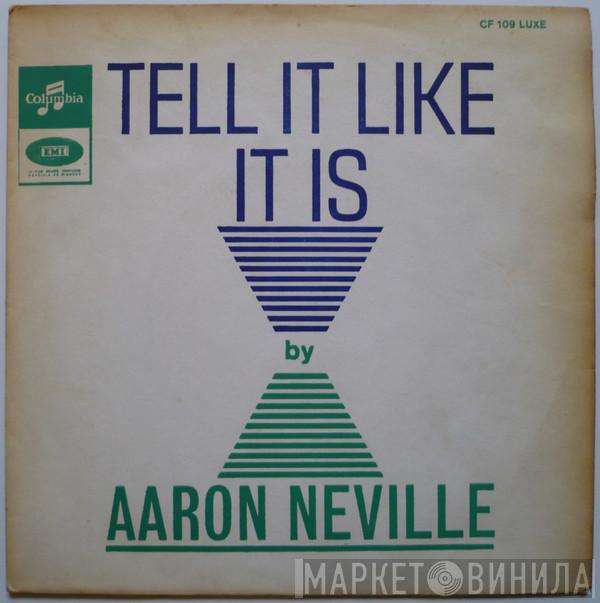 CF 109 LUXE
Columbia
TELL IT LIKE
IT IS
EMI
by
AARON NEVILLE
МАРКЕТ ВИНИЛА